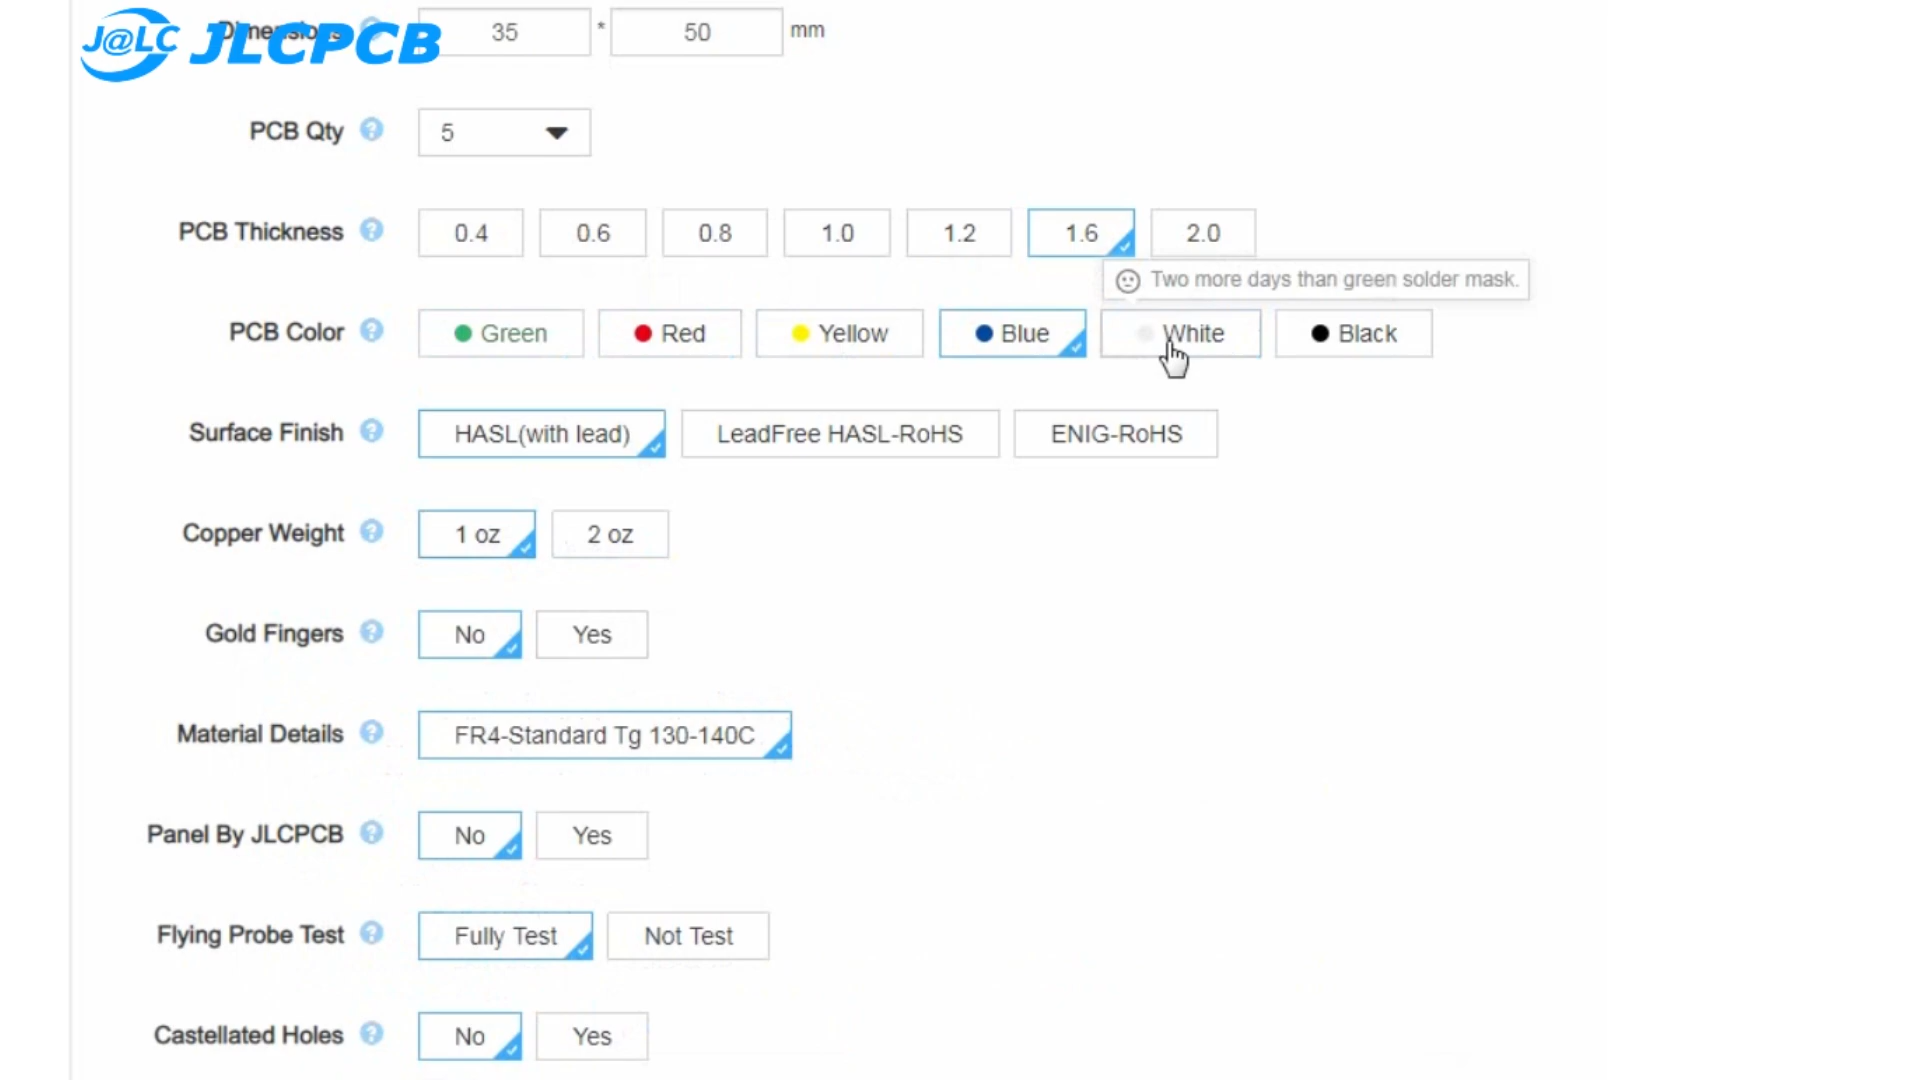 J@LC JLCPCB
Dimensions 35 * 50 mm
PCB Qty ? 5
PCB Thickness ? 0.4 0.6 0.8 1.0 1.2 1.6 2.0
Two more days than green solder mask.
PCB Color ? Green Red Yellow Blue White Black
Surface Finish ? HASL(with lead) LeadFree HASL-RoHS ENIG-RoHS
Copper Weight ? 1 oz 2 oz
Gold Fingers ? No Yes
Material Details ? FR4-Standard Tg 130-140C
Panel By JLCPCB ? No Yes
Flying Probe Test ? Fully Test Not Test
Castellated Holes ? No Yes